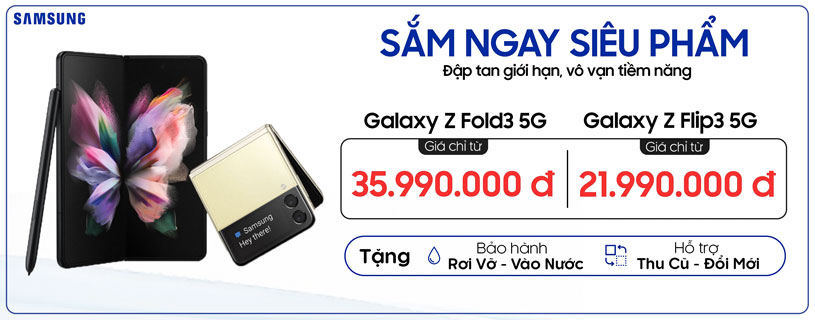 SAMSUNG
SẮM NGAY SIÊU PHẨM
Đập tan giới hạn, vô vạn tiềm năng
Galaxy Z Fold3 5G
Giá chỉ từ
35.990.000 đ
Galaxy Z Flip3 5G
Giá chỉ từ
21.990.000 đ
Samsung
Hey there!
Tặng
Bảo hành
Rơi Vỡ - Vào Nước
Hỗ trợ
Thu Cũ - Đổi Mới